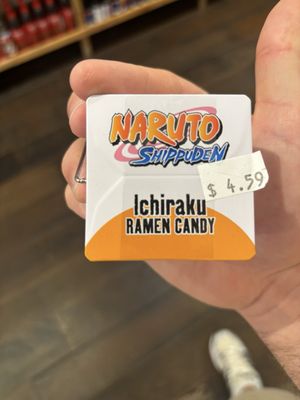 NARUTO
SHIPPUDEN
$ 4.59
Ichiraku
RAMEN CANDY